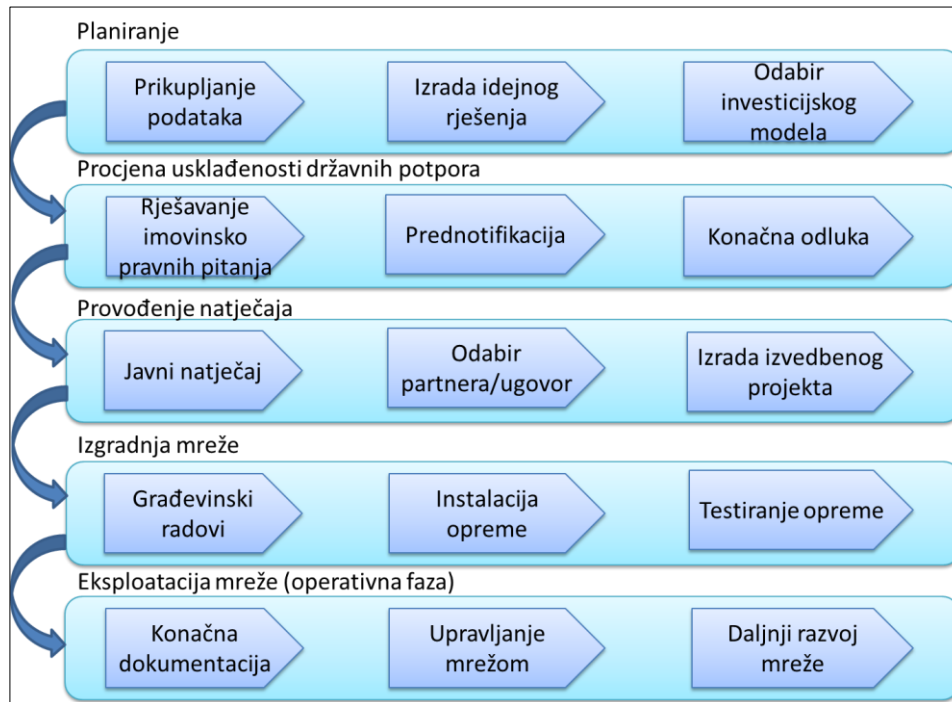 Planiranje
Prikupljanje
podataka
Izrada idejnog
rješenja
Odabir
investicijskog
modela
Procjena usklađenosti državnih potpora
Rješavanje
imovinsko
pravnih pitanja
Prednotifikacija
Konačna odluka
Provođenje natječaja
Javni natječaj
Odabir
partnera/ugovor
Izrada izvedbenog
projekta
Izgradnja mreže
Građevinski
radovi
Instalacija
opreme
Testiranje opreme
Eksploatacija mreže (operativna faza)
Konačna
dokumentacija
Upravljanje
mrežom
Daljnji razvoj
mreže